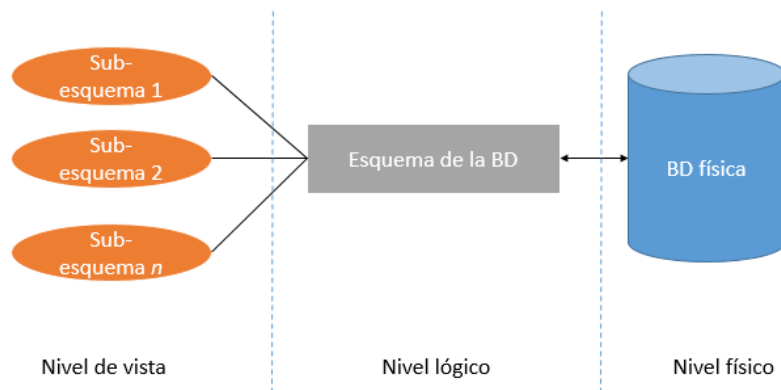 Sub-
esquema 1
Sub-
esquema 2
Sub-
esquema n
Esquema de la BD
BD física
Nivel de vista
Nivel lógico
Nivel físico